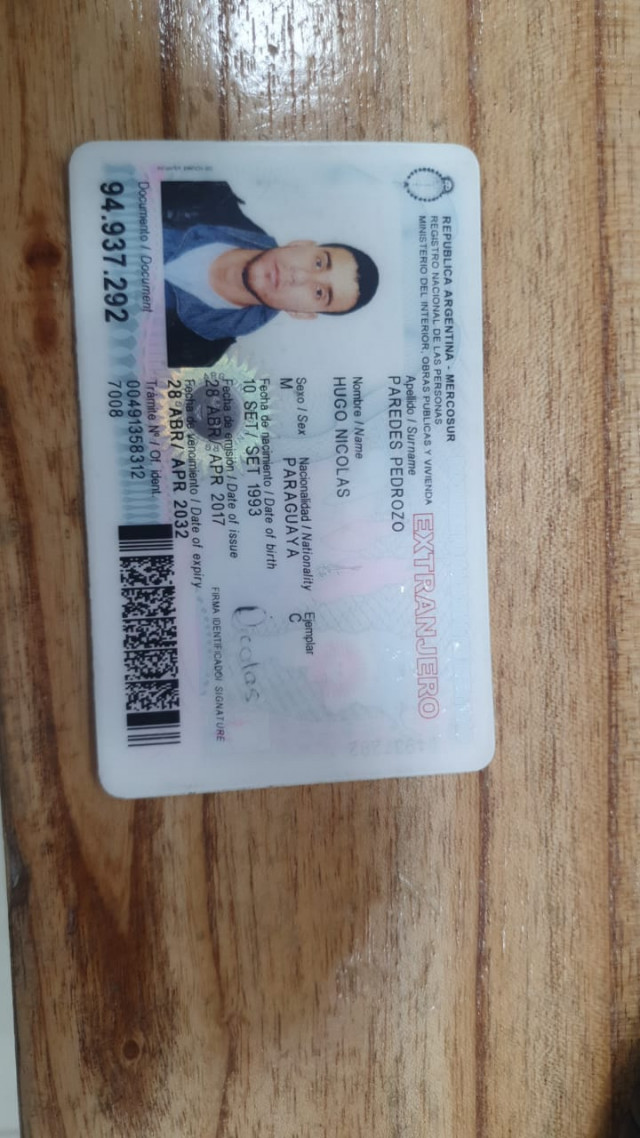 REPUBLICA ARGENTINA - MERCOSUR
REGISTRO NACIONAL DE LAS PERSONAS
MINISTERIO DEL INTERIOR, OBRAS PUBLICAS Y VIVIENDA
EXTRANJERO
Apellido / Surname
PAREDES PEDROZO
Nombre / Name
HUGO NICOLAS
Sexo / Sex Nacionalidad / Nationality Ejemplar
M PARAGUAYA C
Fecha de nacimiento / Date of birth
10 SET / SET 1993
Fecha de emisión / Date of issue
28 ABR / APR 2017
FIRMA IDENTIFICADO / SIGNATURE
Nicolas
Fecha de vencimiento / Date of expiry
28 ABR / APR 2032
Documento / Document
94.937.292
Trámite Nº / Of. ident.
00491358312
7008